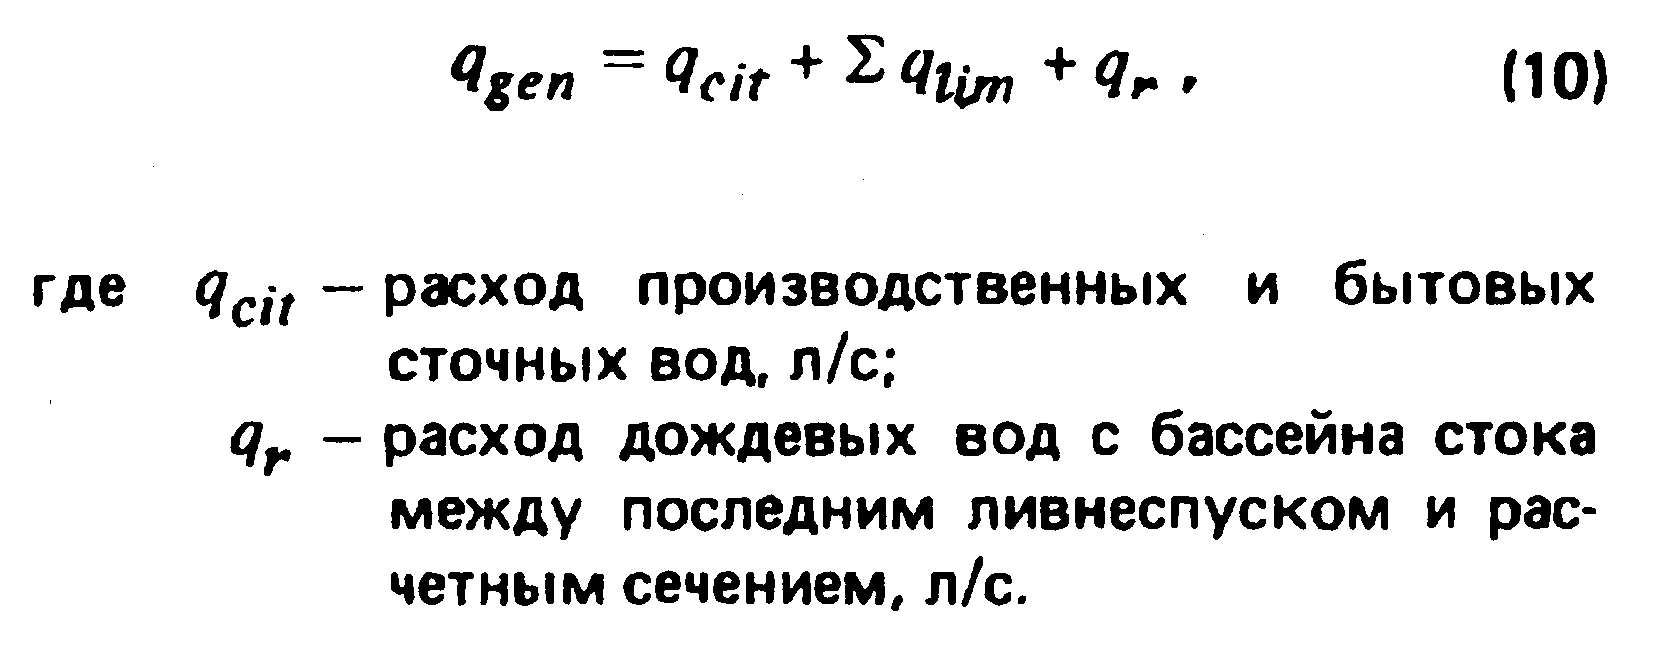 q_gen = q_cit + Σ q_lim + q_r , (10)
где q_cit — расход производственных и бытовых
сточных вод, л/с;
q_r — расход дождевых вод с бассейна стока
между последним ливнеспуском и рас-
четным сечением, л/с.